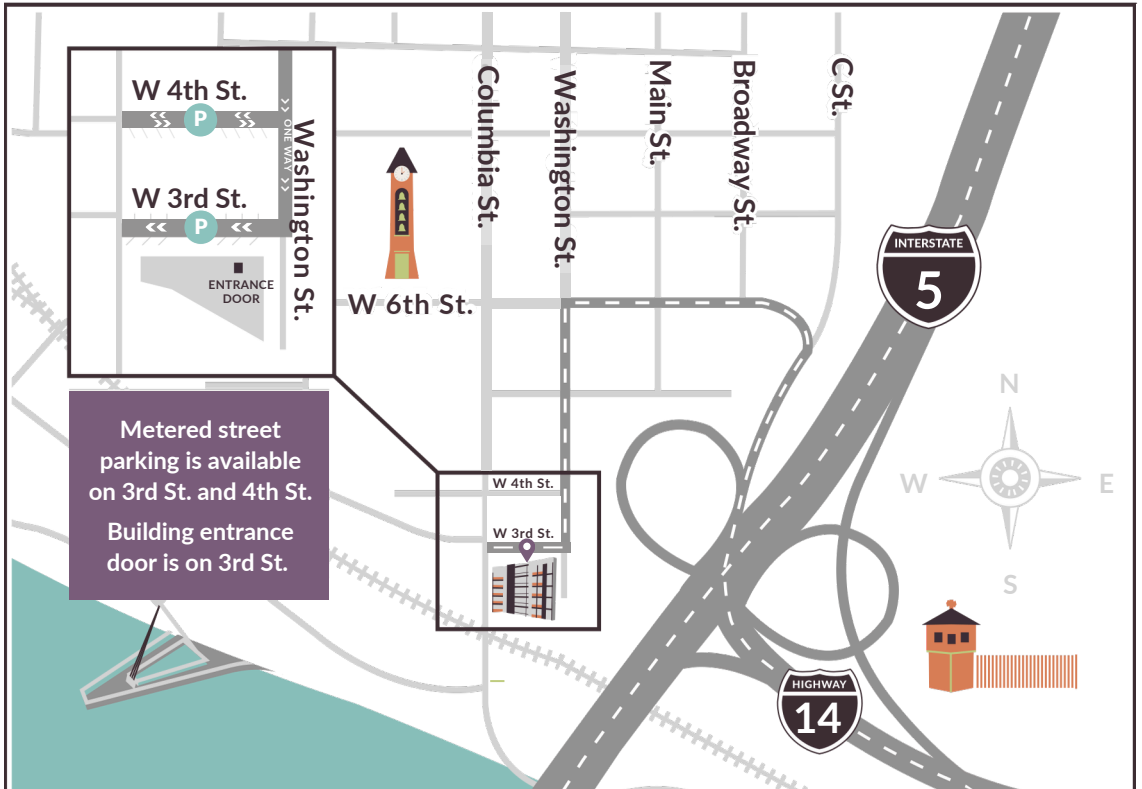 W 4th St.
P
W 3rd St.
P
>> ONE WAY >>
Washington St.
ENTRANCE
DOOR
Columbia St.
Washington St.
Main St.
Broadway St.
C St.
W 6th St.
INTERSTATE
5
Metered street
parking is available
on 3rd St. and 4th St.
Building entrance
door is on 3rd St.
W 4th St.
W 3rd St.
N
W
E
S
HIGHWAY
14